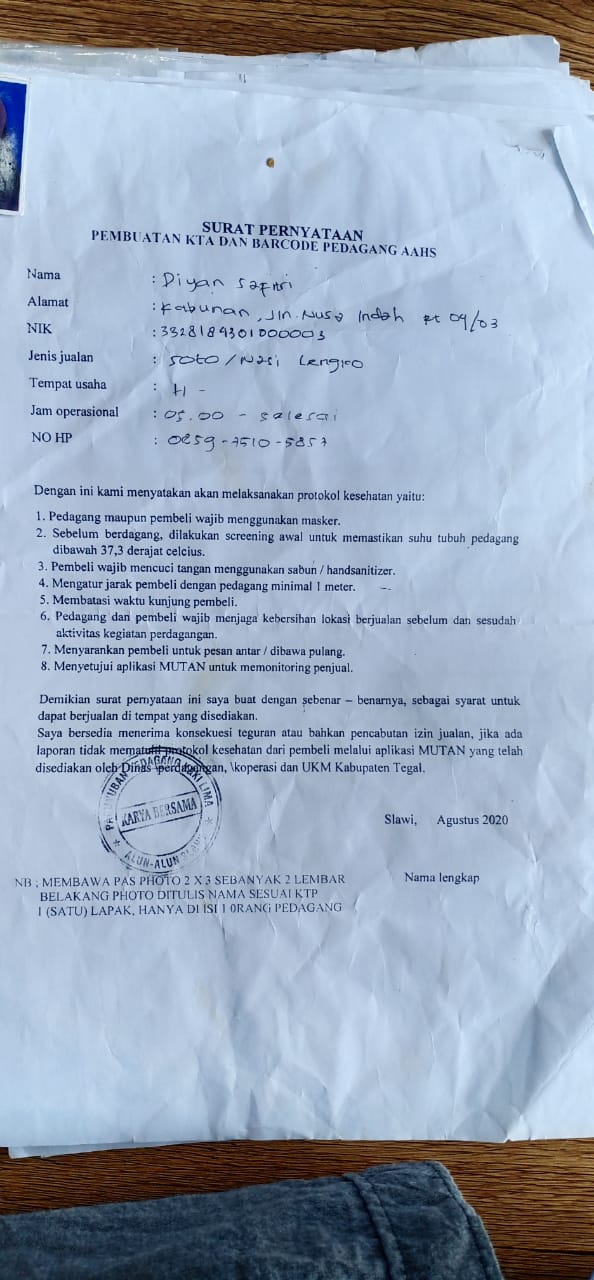 SURAT PERNYATAAN
PEMBUATAN KTA DAN BARCODE PEDAGANG AAHS
Nama : Diyan Safitri
Alamat : Kabunan, Jln. Nusa Indah Rt 09/03
NIK : 3328189301000003
Jenis jualan : Soto / Nasi Lengko
Tempat usaha : H -
Jam operasional : 05.00 - selesai
NO HP : 0859-7510-5857
Dengan ini kami menyatakan akan melaksanakan protokol kesehatan yaitu:
1. Pedagang maupun pembeli wajib menggunakan masker.
2. Sebelum berdagang, dilakukan screening awal untuk memastikan suhu tubuh pedagang
dibawah 37,3 derajat celcius.
3. Pembeli wajib mencuci tangan menggunakan sabun / handsanitizer.
4. Mengatur jarak pembeli dengan pedagang minimal 1 meter.
5. Membatasi waktu kunjung pembeli.
6. Pedagang dan pembeli wajib menjaga kebersihan lokasi berjualan sebelum dan sesudah
aktivitas kegiatan perdagangan.
7. Menyarankan pembeli untuk pesan antar / dibawa pulang.
8. Menyetujui aplikasi MUTAN untuk memonitoring penjual.
Demikian surat pernyataan ini saya buat dengan sebenar – benarnya, sebagai syarat untuk
dapat berjualan di tempat yang disediakan.
Saya bersedia menerima konsekuesi teguran atau bahkan pencabutan izin jualan, jika ada
laporan tidak mematuhi protokol kesehatan dari pembeli melalui aplikasi MUTAN yang telah
disediakan oleh Dinas \perdagangan, \koperasi dan UKM Kabupaten Tegal.
PAGUYUBAN PEDAGANG KAKI LIMA
KARYA BERSAMA
ALUN-ALUN
Slawi, Agustus 2020
Nama lengkap
NB : MEMBAWA PAS PHOTO 2 X 3 SEBANYAK 2 LEMBAR
BELAKANG PHOTO DITULIS NAMA SESUAI KTP
1 (SATU) LAPAK, HANYA DI ISI 1 0RANG PEDAGANG